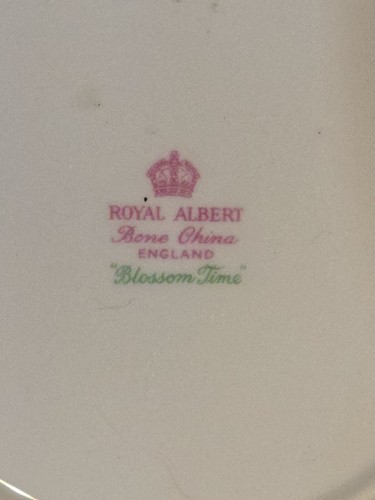 ROYAL ALBERT
Bone China
ENGLAND
"Blossom Time"